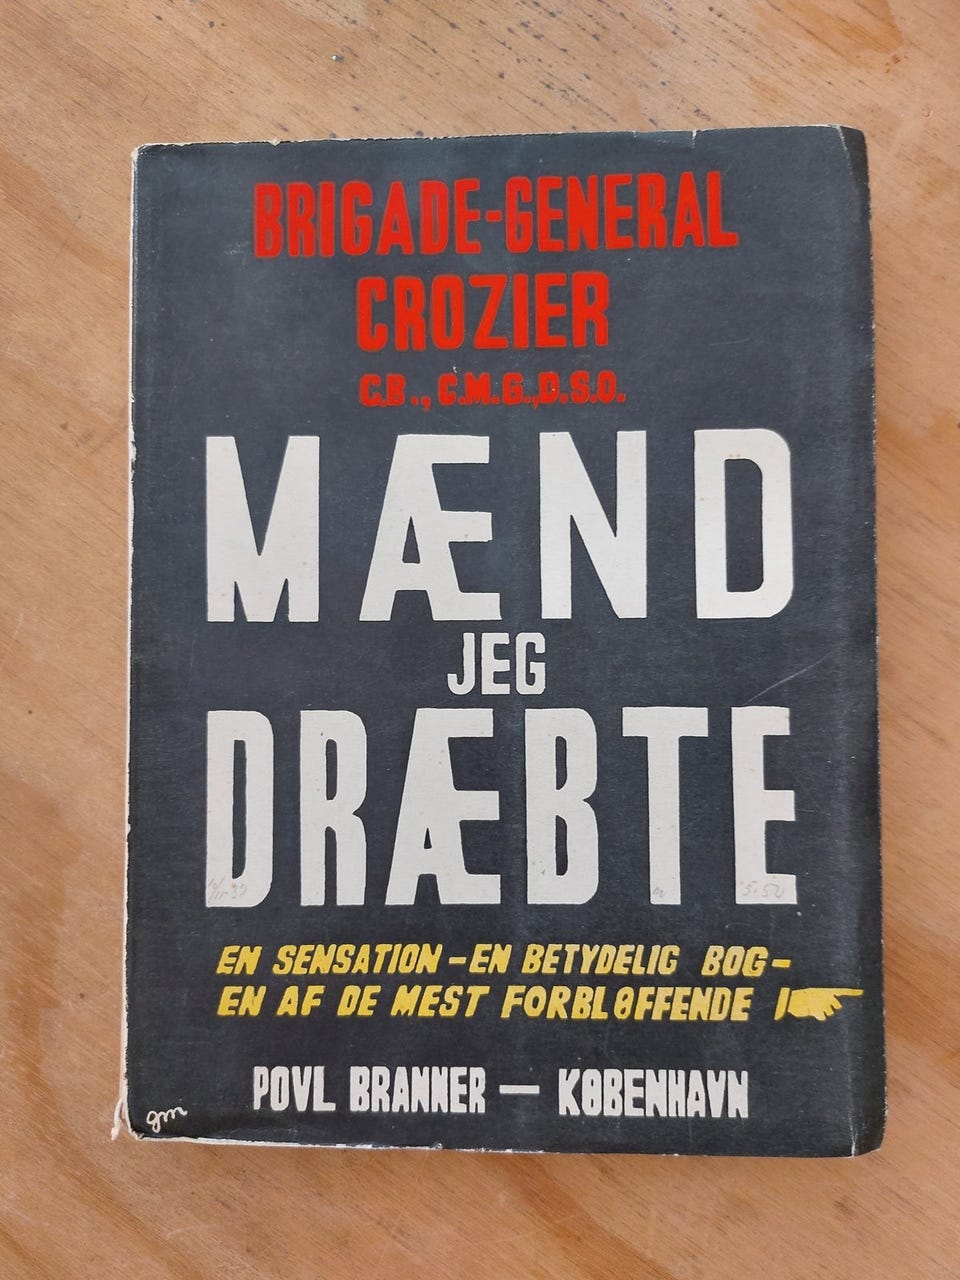 BRIGADE-GENERAL
CROZIER
C.B., C.M.G., D.S.O.
MÆND
JEG
DRÆBTE
5.50
EN SENSATION - EN BETYDELIG BOG -
EN AF DE MEST FORBLØFFENDE
POVL BRANNER — KØBENHAVN
gm